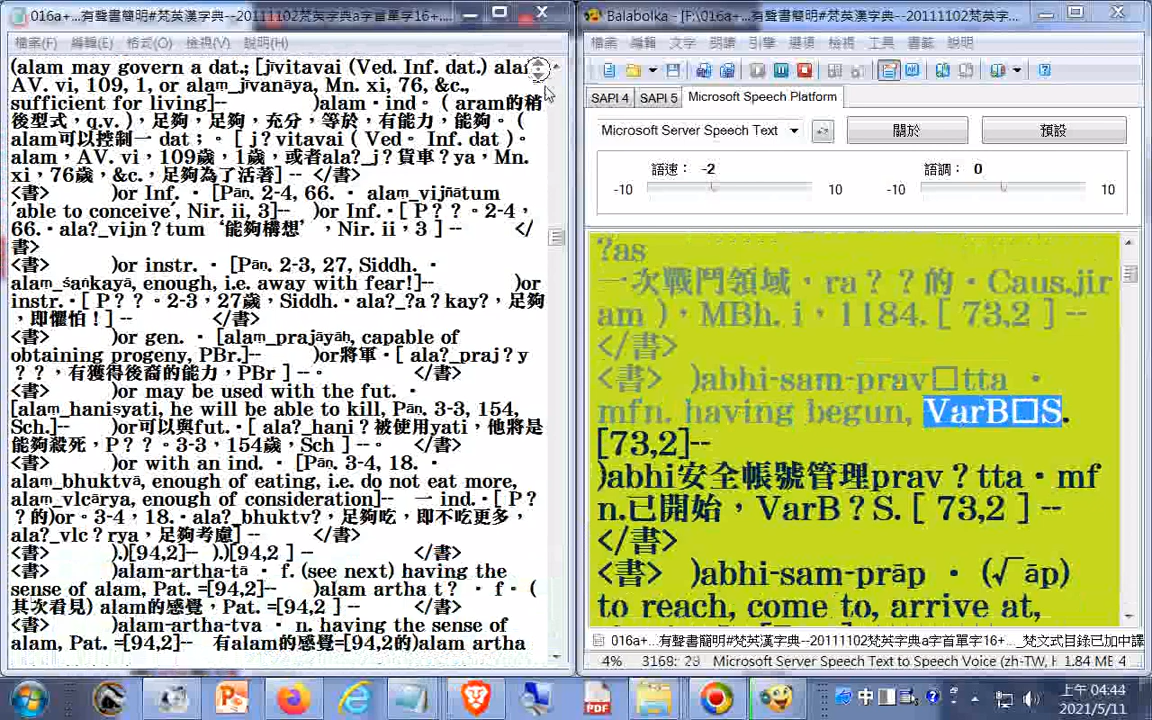 有聲書簡明#梵英漢字典--20111102梵英字典a字首單字16+...
檔案(F) 編輯(E) 格式(O) 檢視(V) 說明(H)
(alam may govern a dat.; [jīvitavai (Ved. Inf. dat.) alaṃ
AV. vi, 109, 1, or alaṃ_jīvanāya, Mn. xi, 76, &c.,
sufficient for living]-- )alam‧ind。( aram的稍
後型式，q.v. )，足夠，足夠，充分，等於，有能力，能夠。(
alam可以控制一 dat；。[ j？vitavai ( Ved。 Inf. dat )。
alam，AV. vi，109歲，1歲，或者ala?_j？貨車？ya，Mn.
xi，76歲，&c.，足夠為了活著] -- </書>
<書> )or Inf. ‧ [Pāṇ. 2-4, 66. ‧ alaṃ_vijñātum
'able to conceive', Nir. ii, 3]-- )or Inf.‧[ P？？。2-4，
66.‧ala?_vijn？tum‘能夠構想’，Nir. ii，3 ] -- </
書>
<書> )or instr. ‧ [Pāṇ. 2-3, 27, Siddh. ‧
alaṃ_śaṅkayā, enough, i.e. away with fear!]-- )or
instr.‧[ P？？。2-3，27歲，Siddh.‧ala?_?a？kay?，足夠
，即懼怕！] -- </書>
<書> )or gen. ‧ [alaṃ_prajāyāḥ, capable of
obtaining progeny, PBr.]-- )or將軍‧[ ala?_praj？y
？？，有獲得後裔的能力，PBr ] --。 </書>
<書> )or may be used with the fut. ‧
[alaṃ_haniṣyati, he will be able to kill, Pāṇ. 3-3, 154,
Sch.]-- )or可以與fut.‧[ ala?_hani？被使用yati，他將是
能夠殺死，P？？。3-3，154歲，Sch ] --。 </書>
<書> )or with an ind. ‧ [Pāṇ. 3-4, 18. ‧
alaṃ_bhuktvā, enough of eating, i.e. do not eat more,
alaṃ_vīcārya, enough of consideration]-- 一 ind.‧[ P？
？的)or。3-4，18.‧ala?_bhuktv?，足夠吃，即不吃更多，
ala?_vīc？rya，足夠考慮] -- </書>
<書> ).)[94,2]-- ).)[94,2 ] -- </書>
<書> )alam-artha-tā ‧ f. (see next) having the
sense of alam, Pat. =[94,2]-- )alam artha t？‧f‧(
其次看見) alam的感覺，Pat. =[94,2 ] -- </書>
<書> )alam-artha-tva ‧ n. having the sense of
alam, Pat. =[94,2]-- 有alam的感覺=[94,2的)alam artha
Balabolka - [F:\016a+...有聲書簡明#梵英漢字典--20111102梵英字...
檔案 編輯 文字 朗讀 引擎 選項 檢視 工具 書籤 說明
SAPI 4 SAPI 5 Microsoft Speech Platform
Microsoft Server Speech Text 關於 預設
語速： -2 語調： 0
-10 10 -10 10
?as
一次戰鬥領域，ra？？的‧Caus.jir
am )，MBh. i，1184. [ 73,2 ] --
</書>
<書> )abhi-sam-prav□tta ‧
mfn. having begun, VarB□S.
[73,2]--
)abhi安全帳號管理prav？tta‧mf
n.已開始，VarB？S. [ 73,2 ] --
</書>
<書> )abhi-sam-prāp ‧ (√āp)
to reach, come to, arrive at,
016a+...有聲書簡明#梵英漢字典--20111102梵英字典a字首單字16+... 梵文式目錄已加中譯
4% 3168: 23 Microsoft Server Speech Text to Speech Voice (zh-TW, H 1.84 MB 4
中
上午 04:44
2021/5/11